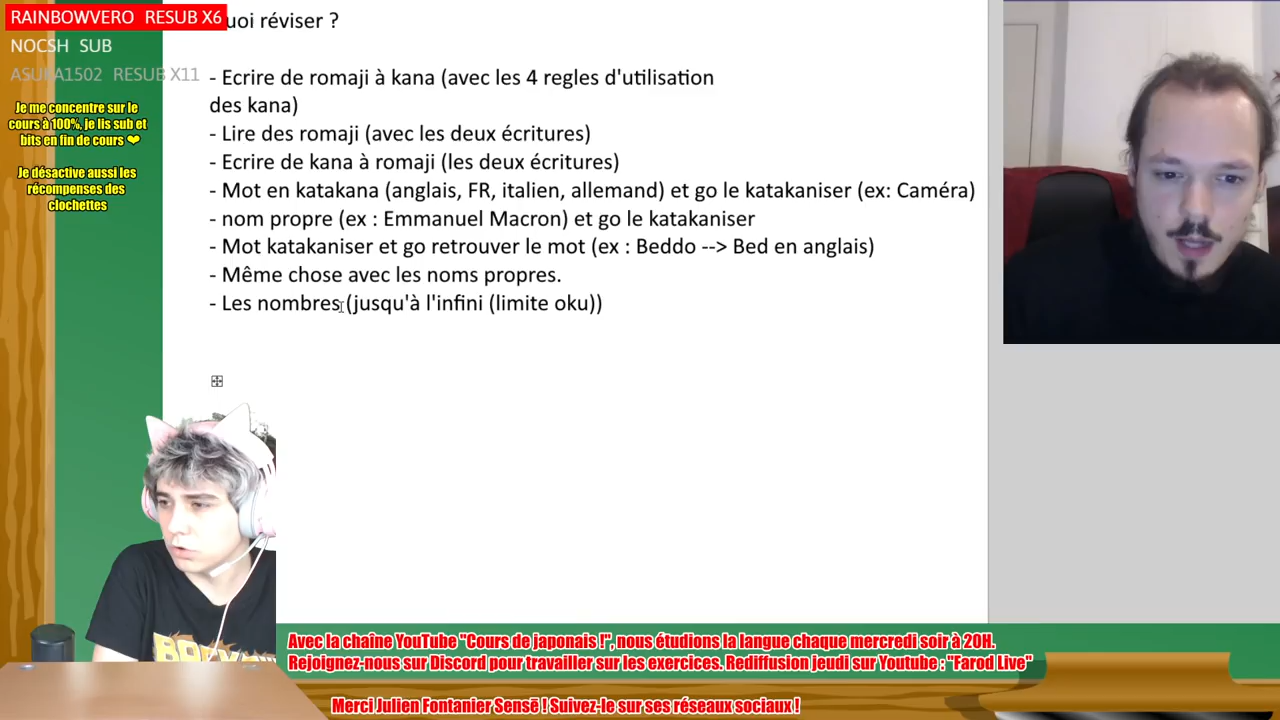 RAINBOWVERO RESUB X6
NOCSH SUB
ASUNA1502 RESUB X11
Je me concentre sur le
cours à 100%, je lis sub et
bits en fin de cours ❤
Je désactive aussi les
récompenses des
clochettes
uoi réviser ?
- Ecrire de romaji à kana (avec les 4 regles d'utilisation
des kana)
- Lire des romaji (avec les deux écritures)
- Ecrire de kana à romaji (les deux écritures)
- Mot en katakana (anglais, FR, italien, allemand) et go le katakaniser (ex: Caméra)
- nom propre (ex : Emmanuel Macron) et go le katakaniser
- Mot katakaniser et go retrouver le mot (ex : Beddo --> Bed en anglais)
- Même chose avec les noms propres.
- Les nombres (jusqu'à l'infini (limite oku))
Avec la chaîne YouTube "Cours de japonais !", nous étudions la langue chaque mercredi soir à 20H.
Rejoignez-nous sur Discord pour travailler sur les exercices. Rediffusion jeudi sur Youtube : "Farod Live"
Merci Julien Fontanier Sensē ! Suivez-le sur ses réseaux sociaux !